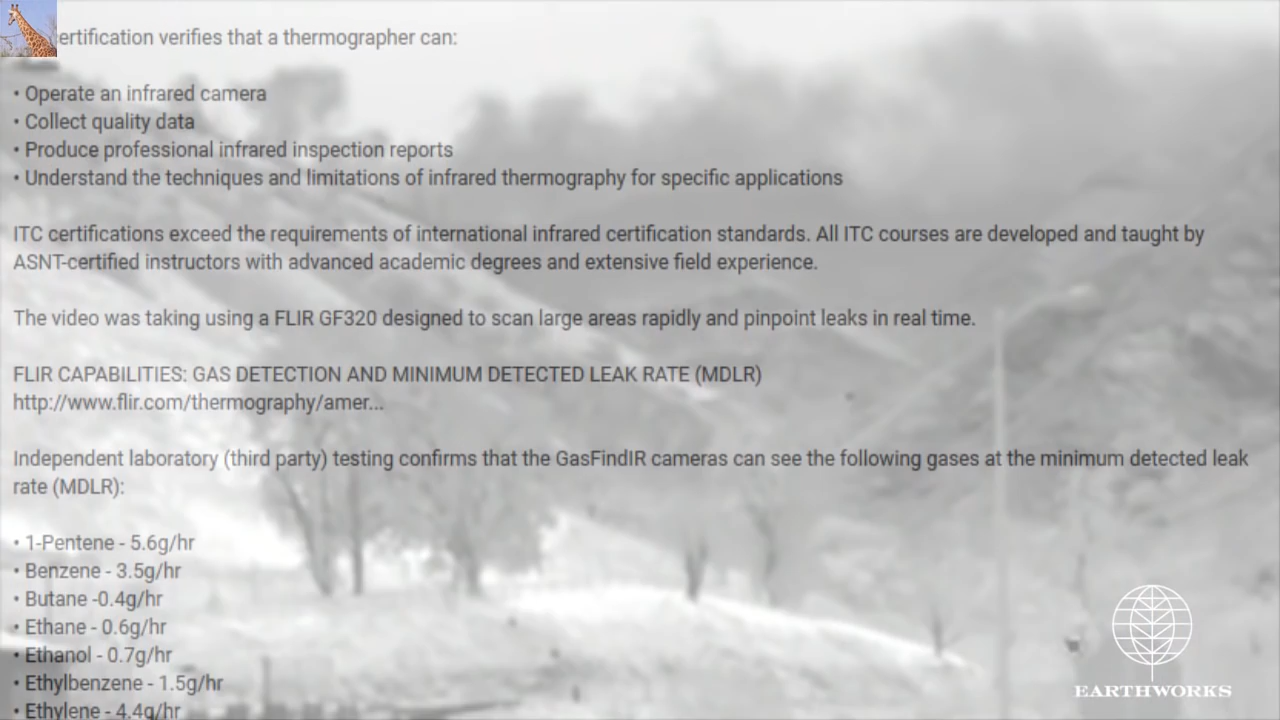 ertification verifies that a thermographer can:
• Operate an infrared camera
• Collect quality data
• Produce professional infrared inspection reports
• Understand the techniques and limitations of infrared thermography for specific applications
ITC certifications exceed the requirements of international infrared certification standards. All ITC courses are developed and taught by
ASNT-certified instructors with advanced academic degrees and extensive field experience.
The video was taking using a FLIR GF320 designed to scan large areas rapidly and pinpoint leaks in real time.
FLIR CAPABILITIES: GAS DETECTION AND MINIMUM DETECTED LEAK RATE (MDLR)
http://www.flir.com/thermography/amer...
Independent laboratory (third party) testing confirms that the GasFindIR cameras can see the following gases at the minimum detected leak
rate (MDLR):
• 1-Pentene - 5.6g/hr
• Benzene - 3.5g/hr
• Butane -0.4g/hr
• Ethane - 0.6g/hr
• Ethanol - 0.7g/hr
• Ethylbenzene - 1.5g/hr
• Ethylene - 4.4g/hr
EARTHWORKS